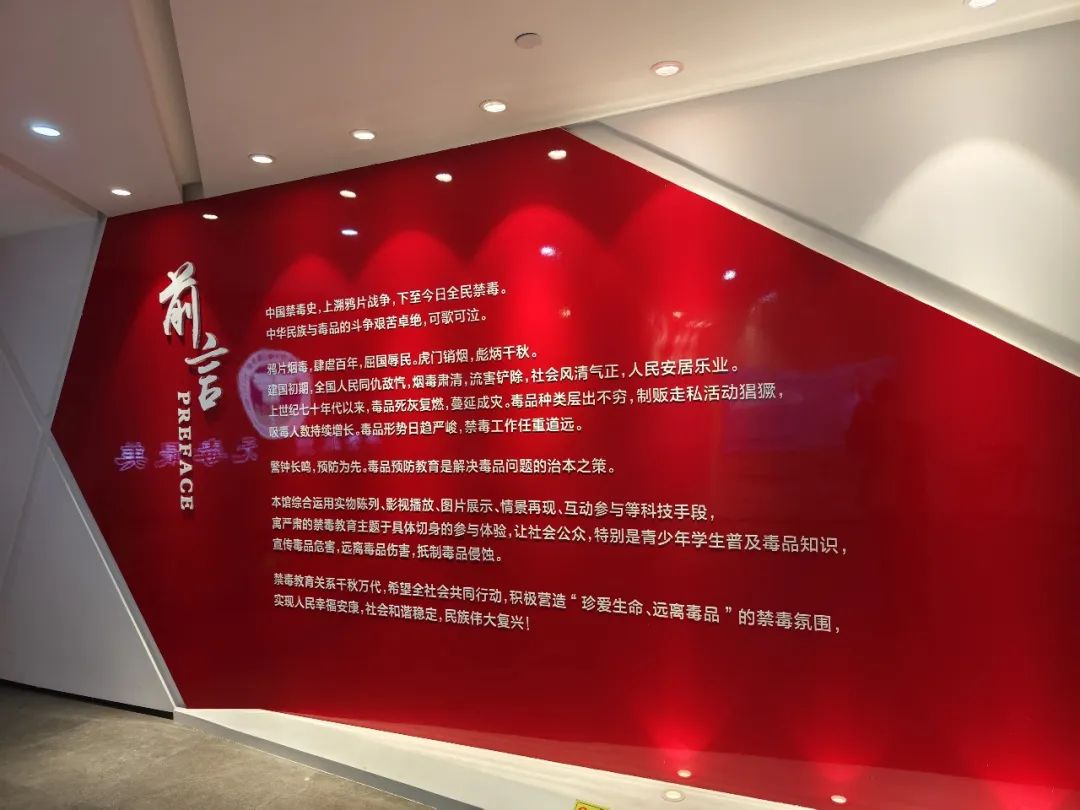 前言
PREFACE
中国禁毒史,上溯鸦片战争,下至今日全民禁毒。
中华民族与毒品的斗争艰苦卓绝,可歌可泣。
鸦片烟毒,肆虐百年,屈国辱民。虎门销烟,彪炳千秋。
建国初期,全国人民同仇敌忾,烟毒肃清,流害铲除,社会风清气正,人民安居乐业。
上世纪七十年代以来,毒品死灰复燃,蔓延成灾。毒品种类层出不穷,制贩走私活动猖獗,
吸毒人数持续增长。毒品形势日趋严峻,禁毒工作任重道远。
警钟长鸣,预防为先。毒品预防教育是解决毒品问题的治本之策。
本馆综合运用实物陈列、影视播放、图片展示、情景再现、互动参与等科技手段,
寓严肃的禁毒教育主题于具体切身的参与体验,让社会公众,特别是青少年学生普及毒品知识,
宣传毒品危害,远离毒品伤害,抵制毒品侵蚀。
禁毒教育关系千秋万代,希望全社会共同行动,积极营造“珍爱生命、远离毒品”的禁毒氛围,
实现人民幸福安康,社会和谐稳定,民族伟大复兴!